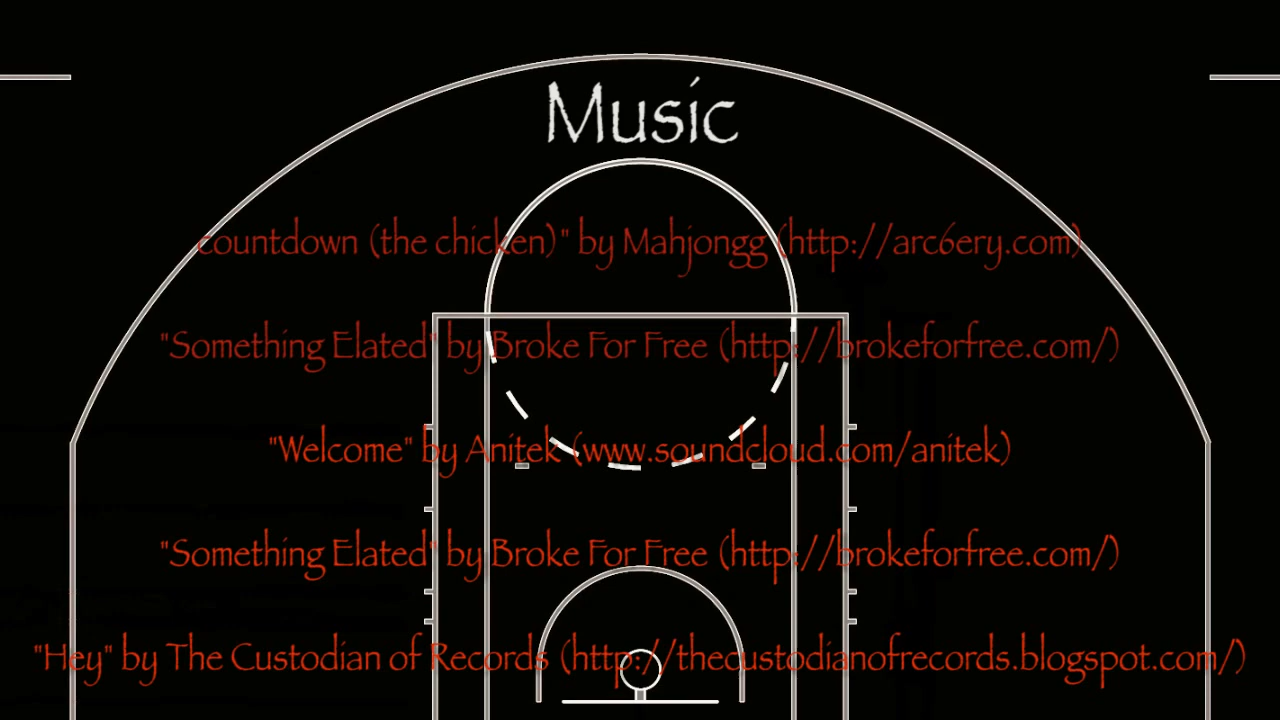 Music
countdown (the chicken)" by Mahjongg (http://arc6ery.com)
"Something Elated" by Broke For Free (http://brokeforfree.com/)
"Welcome" by Anitek (www.soundcloud.com/anitek)
"Something Elated" by Broke For Free (http://brokeforfree.com/)
"Hey" by The Custodian of Records (http://thecustodianofrecords.blogspot.com/)